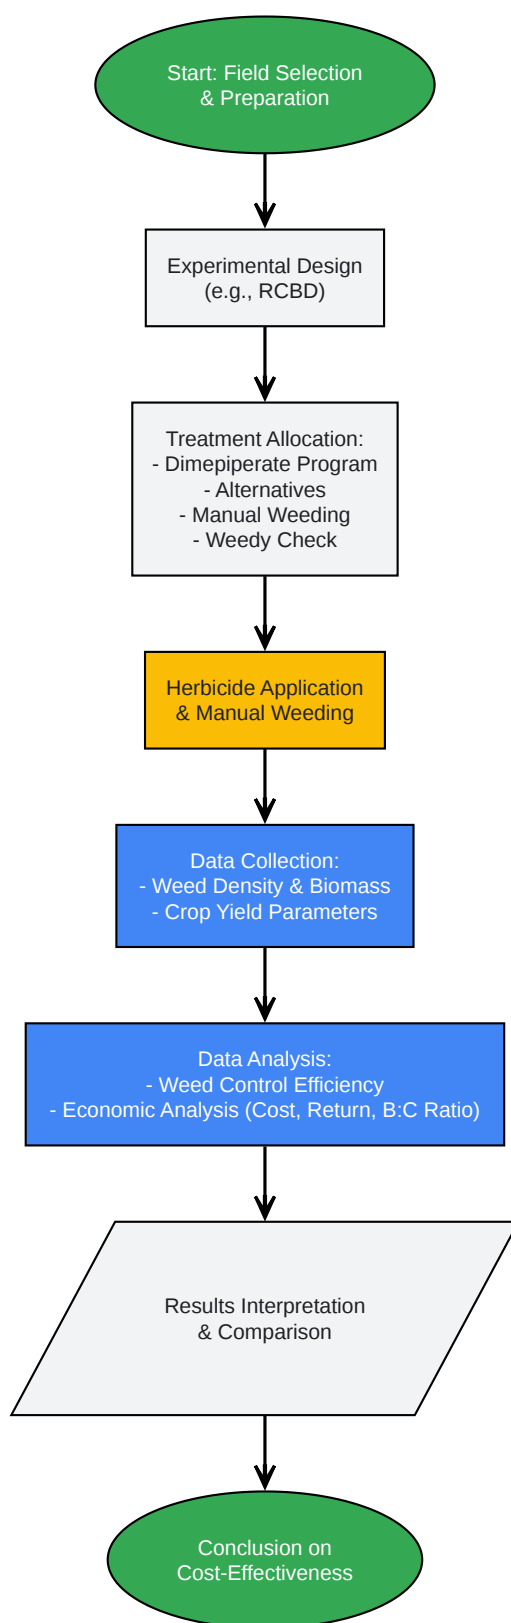 Start: Field Selection
& Preparation
Experimental Design
(e.g., RCBD)
Treatment Allocation:
- Dimepiperate Program
- Alternatives
- Manual Weeding
- Weedy Check
Herbicide Application
& Manual Weeding
Data Collection:
- Weed Density & Biomass
- Crop Yield Parameters
Data Analysis:
- Weed Control Efficiency
- Economic Analysis (Cost, Return, B:C Ratio)
Results Interpretation
& Comparison
Conclusion on
Cost-Effectiveness